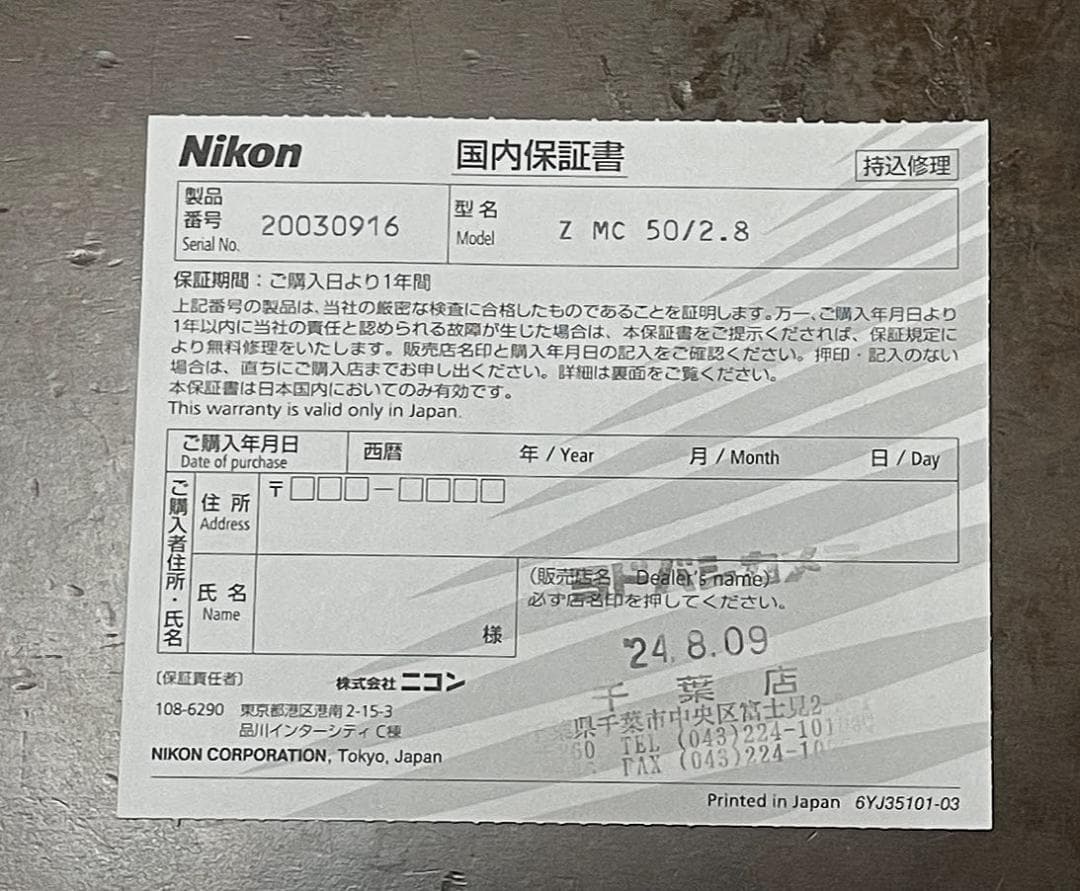 Nikon
国内保証書
持込修理
製品
番号
Serial No.
20030916
型名
Model
Z MC 50/2.8
保証期間：ご購入日より1年間
上記番号の製品は、当社の厳密な検査に合格したものであることを証明します。万一、ご購入年月日より
1年以内に当社の責任と認められる故障が生じた場合は、本保証書をご提示くだされば、保証規定に
より無料修理をいたします。販売店名印と購入年月日の記入をご確認ください。押印・記入のない
場合は、直ちにご購入店までお申し出ください。詳細は裏面をご覧ください。
本保証書は日本国内においてのみ有効です。
This warranty is valid only in Japan.
ご購入年月日
Date of purchase
西暦
年 / Year
月 / Month
日 / Day
ご購入者住所・氏名
住所
Address
〒□□□-□□□□
氏名
Name
様
(販売店名 Dealer's name)
必ず店名印を押してください。
'24.8.09
千葉店
県千葉市中央区富士見2-
TEL (043)224-101
FAX (043)224-10
〔保証責任者〕
株式会社ニコン
108-6290 東京都港区港南2-15-3
品川インターシティC棟
NIKON CORPORATION, Tokyo, Japan
Printed in Japan 6YJ35101-03